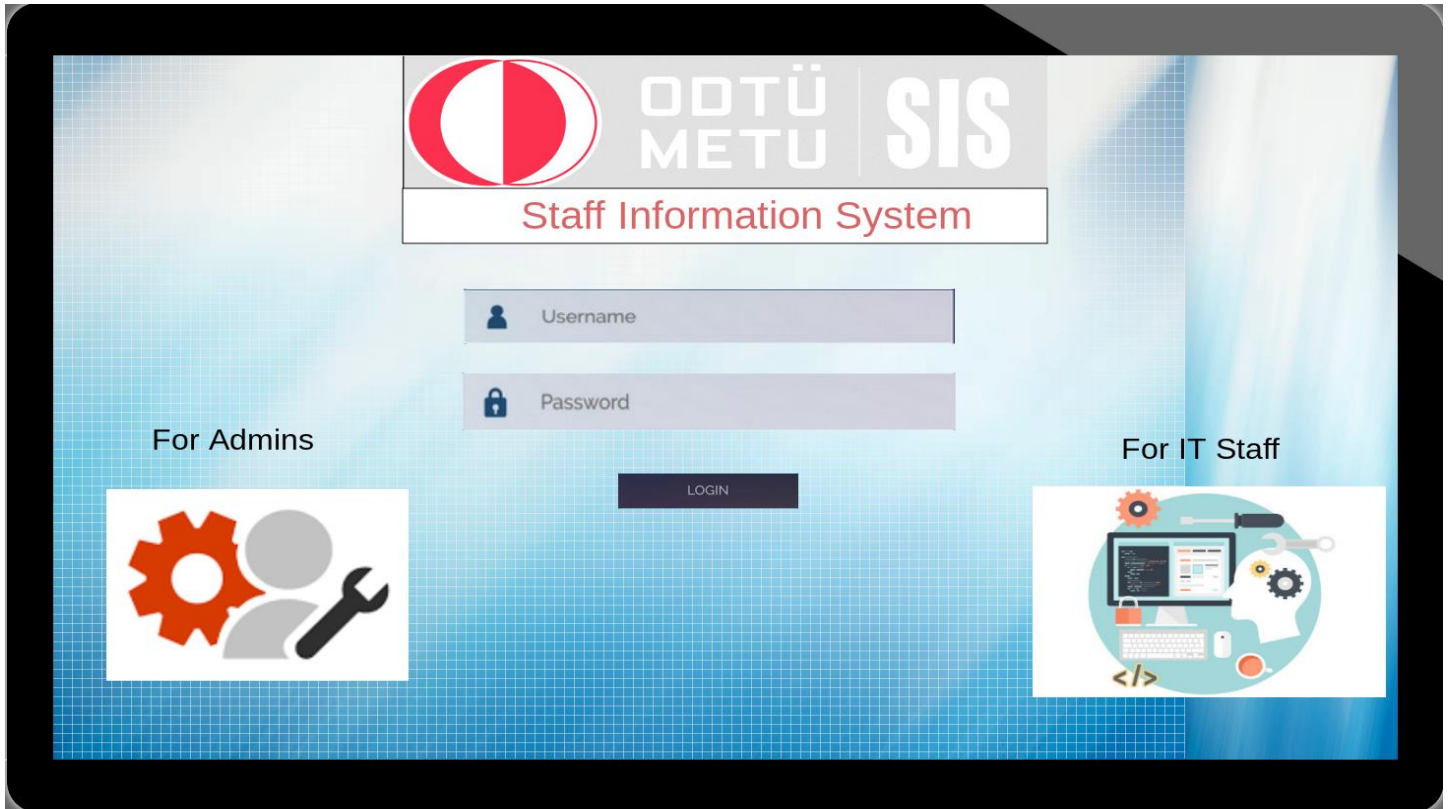 ODTÜ
METU
SIS
Staff Information System
Username
Password
For Admins
For IT Staff
LOGIN
</>